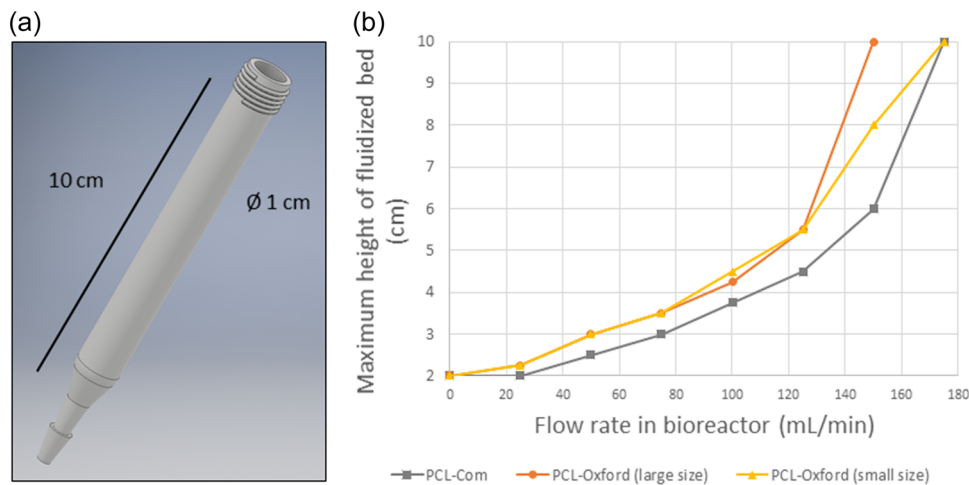 (a)
(b)
10 cm
Ø 1 cm
Maximum height of fluidized bed
(cm)
10
9
8
7
6
5
4
3
2
0 20 40 60 80 100 120 140 160 180
Flow rate in bioreactor (mL/min)
PCL-Com PCL-Oxford (large size) PCL-Oxford (small size)